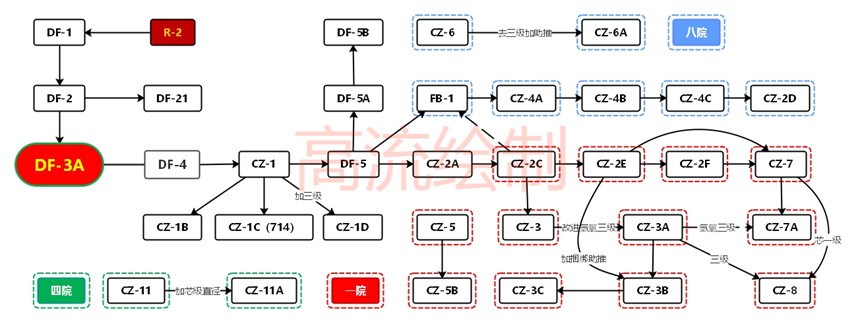 DF-1
R-2
DF-5B
CZ-6
去三级加助推
CZ-6A
八院
DF-2
DF-21
DF-5A
FB-1
CZ-4A
CZ-4B
CZ-4C
CZ-2D
高流绘制
DF-3A
DF-4
CZ-1
DF-5
CZ-2A
CZ-2C
CZ-2E
CZ-2F
CZ-7
加三级
CZ-1B
CZ-1C（714）
CZ-1D
CZ-5
CZ-3
改进氢氧三级
CZ-3A
氢氧三级
CZ-7A
芯一级
加捆绑助推
三级
四院
CZ-11
加芯级直径
CZ-11A
一院
CZ-5B
CZ-3C
CZ-3B
CZ-8